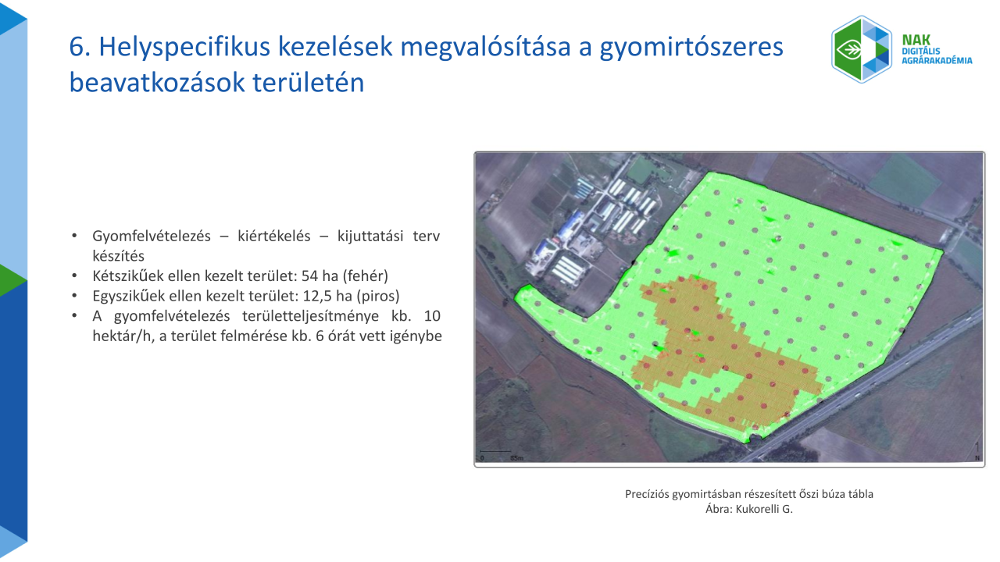 6. Helyspecifikus kezelések megvalósítása a gyomirtószeres
beavatkozások területén
NAK
DIGITÁLIS
AGRÁRAKADÉMIA
• Gyomfelvételezés – kiértékelés – kijuttatási terv
készítés
• Kétszikűek ellen kezelt terület: 54 ha (fehér)
• Egyszikűek ellen kezelt terület: 12,5 ha (piros)
• A gyomfelvételezés területteljesítménye kb. 10
hektár/h, a terület felmérése kb. 6 órát vett igénybe
0 85m
N
Precíziós gyomirtásban részesített őszi búza tábla
Ábra: Kukorelli G.